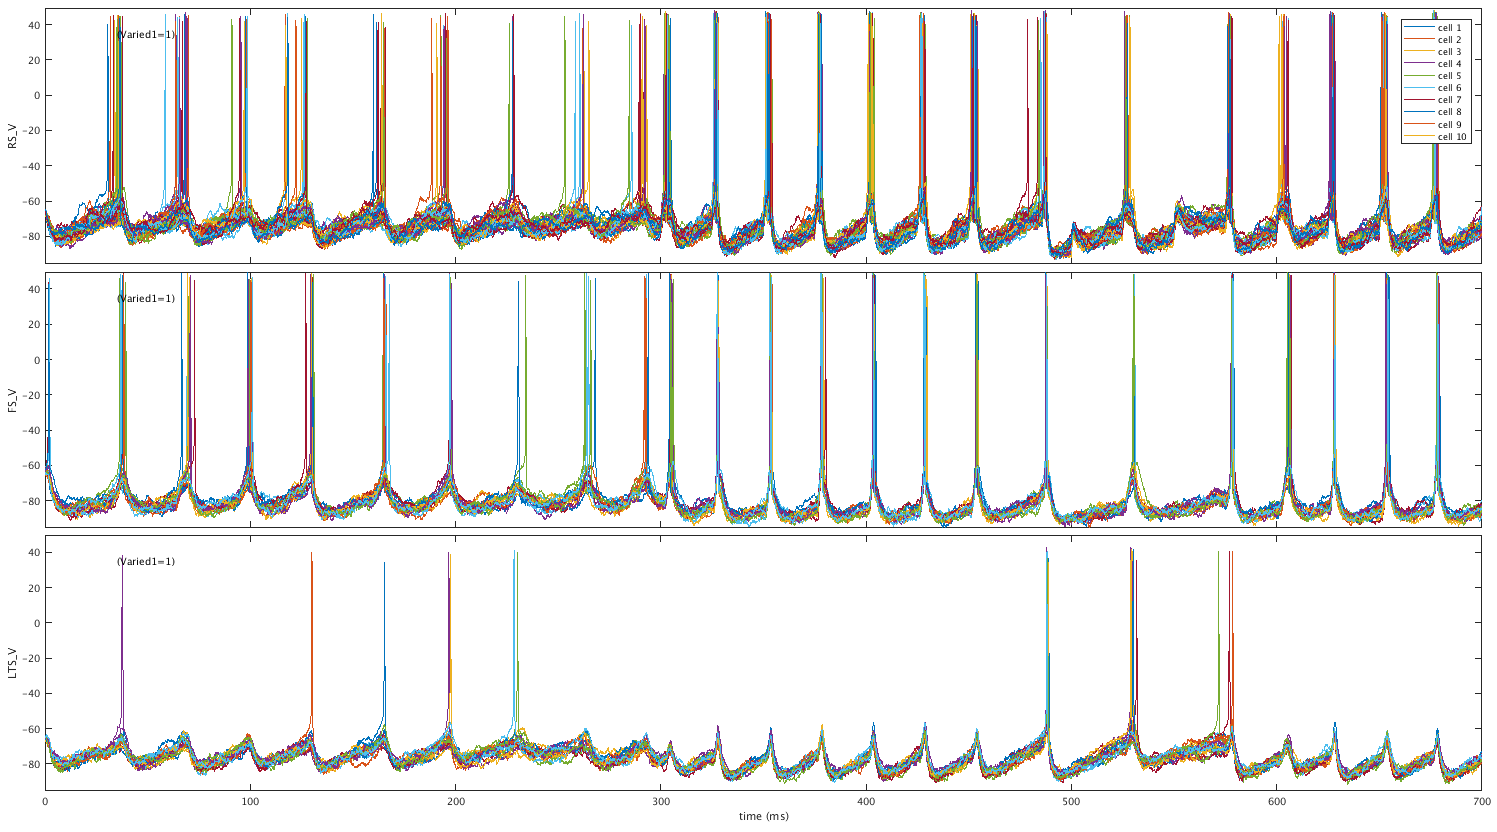 40
20
0
−20
−40
−60
−80
RS_V
(Varied1=1)
cell 1
cell 2
cell 3
cell 4
cell 5
cell 6
cell 7
cell 8
cell 9
cell 10
40
20
0
−20
−40
−60
−80
FS_V
(Varied1=1)
40
20
0
−20
−40
−60
−80
LTS_V
(Varied1=1)
0 100 200 300 400 500 600 700
time (ms)